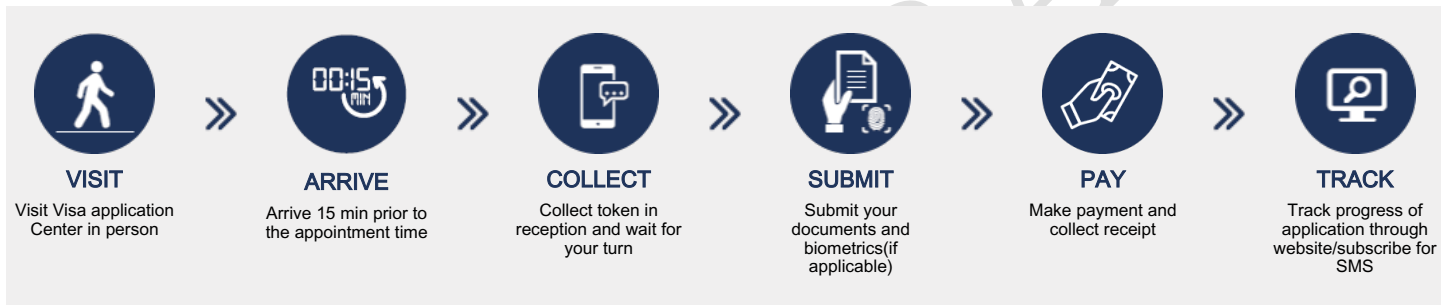 00:15
MIN
VISIT
Visit Visa application
Center in person
ARRIVE
Arrive 15 min prior to
the appointment time
COLLECT
Collect token in
reception and wait for
your turn
SUBMIT
Submit your
documents and
biometrics(if
applicable)
PAY
Make payment and
collect receipt
TRACK
Track progress of
application through
website/subscribe for
SMS